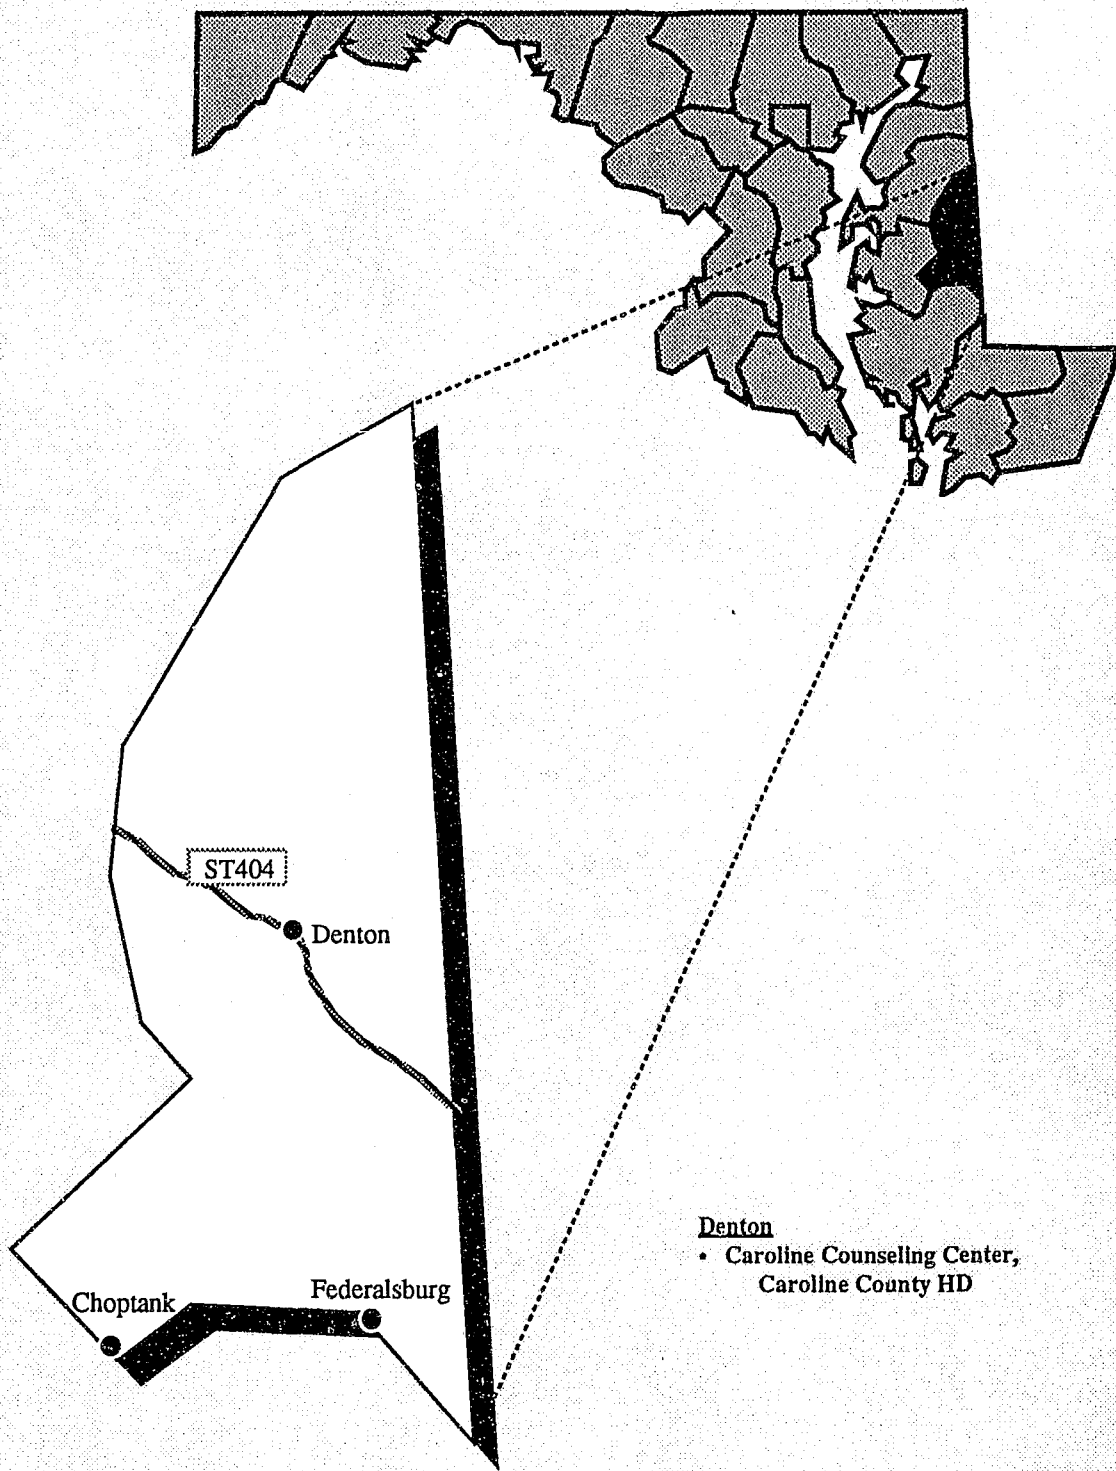 ST404
Denton
Denton
• Caroline Counseling Center,
Caroline County HD
Federalsburg
Choptank